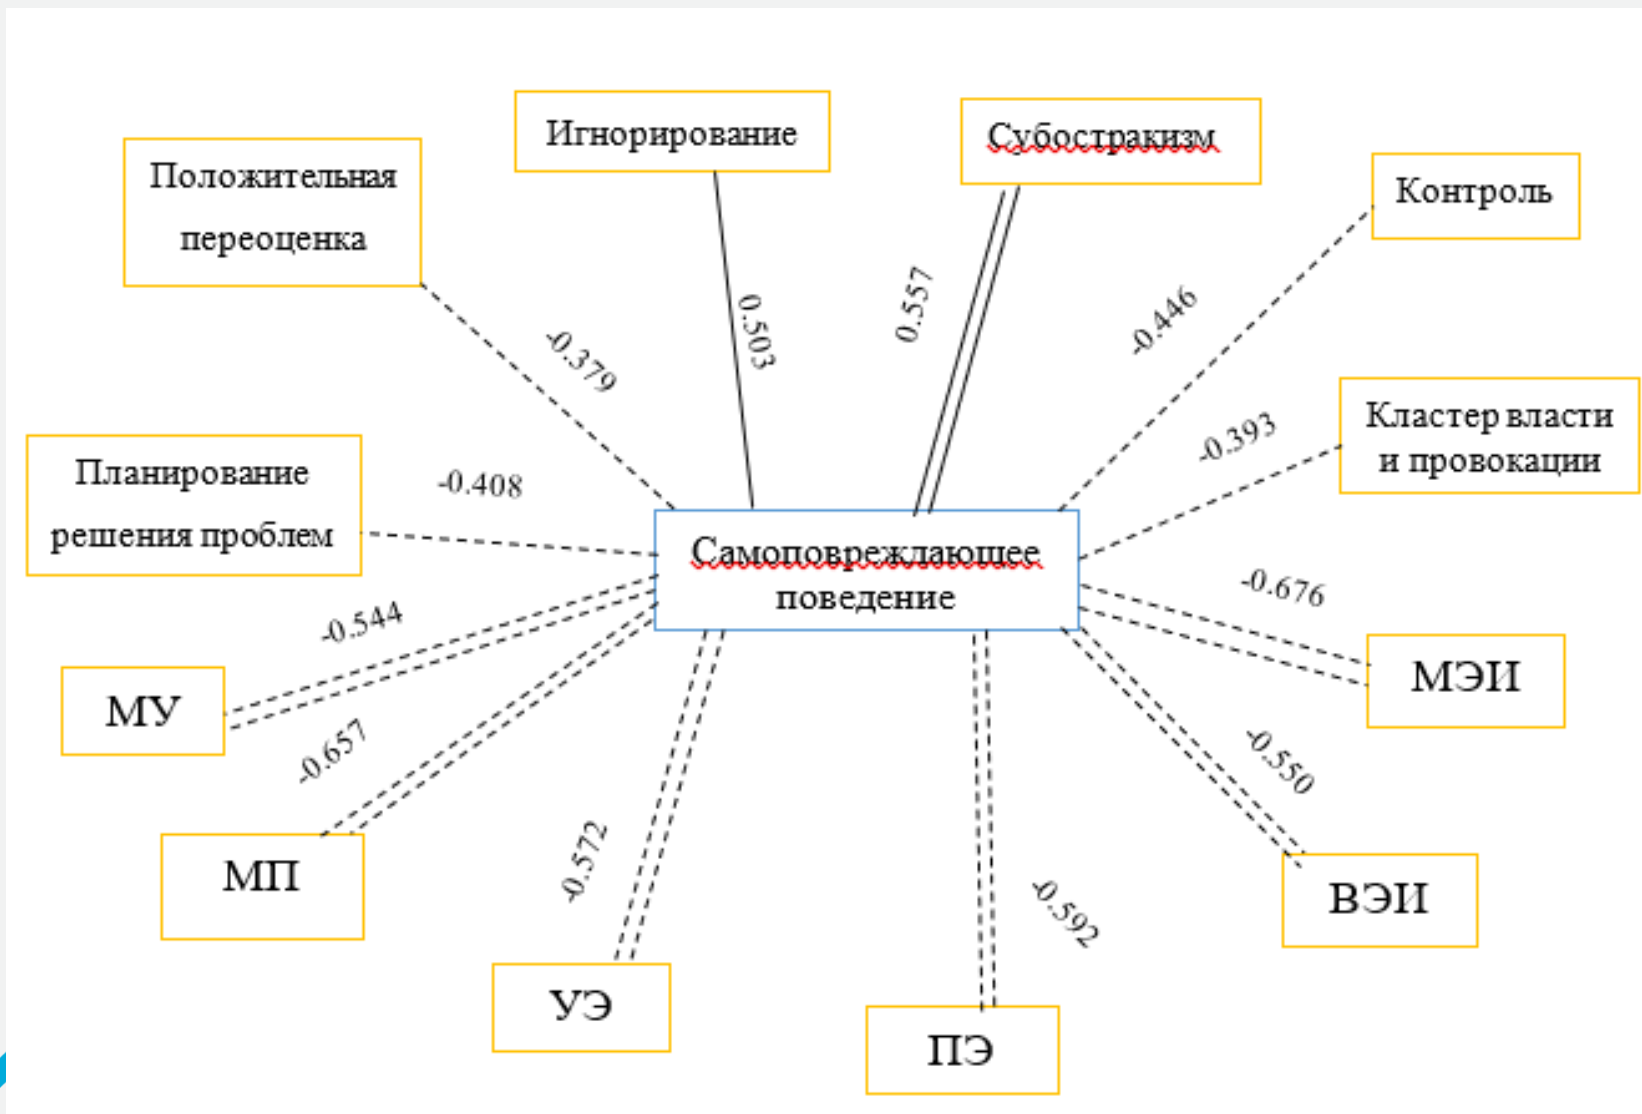 Игнорирование
Субостракизм
Положительная
переоценка
Контроль
0.503
0.557
-0.446
-0.379
Кластер власти
и провокации
-0.393
Планирование
решения проблем
-0.408
Самоповреждающее
поведение
-0.676
-0.544
МЭИ
МУ
-0.657
-0.550
МП
-0.572
ВЭИ
-0.592
УЭ
ПЭ